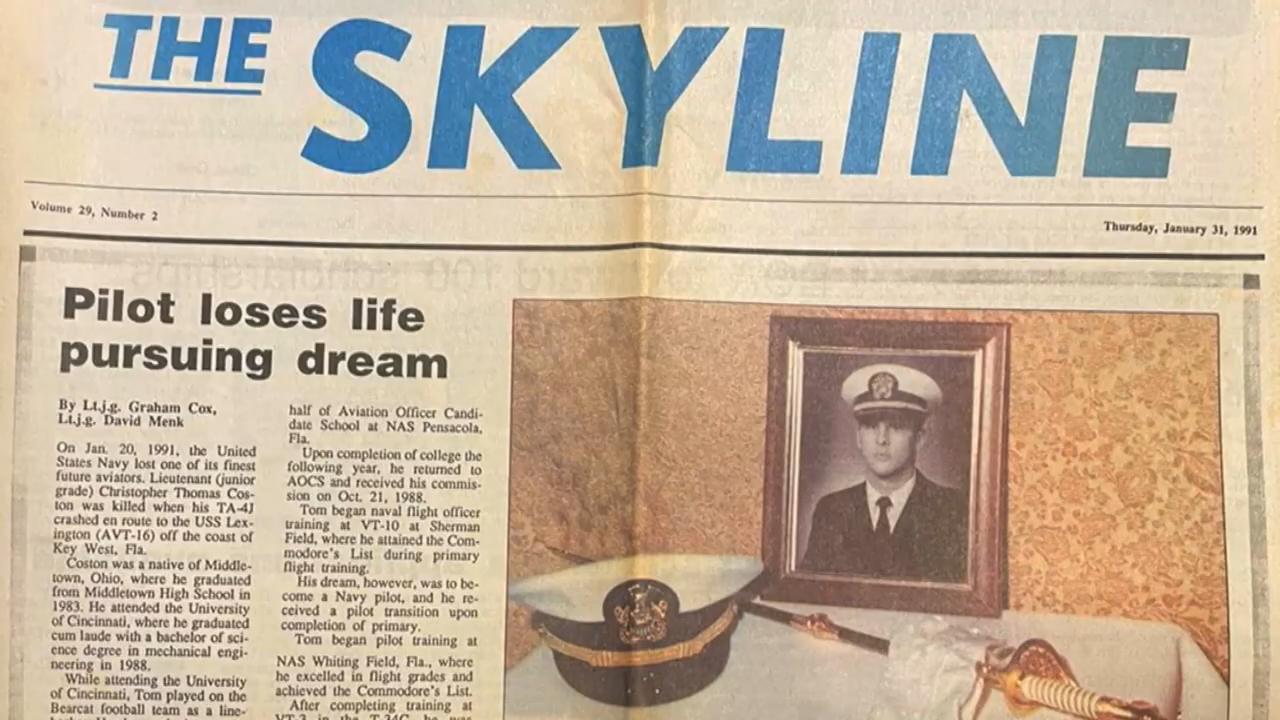 THE SKYLINE
Volume 29, Number 2
Thursday, January 31, 1991
Pilot loses life
pursuing dream
By Lt.j.g. Graham Cox,
Lt.j.g. David Menk
On Jan. 20, 1991, the United
States Navy lost one of its finest
future aviators. Lieutenant (junior
grade) Christopher Thomas Cos-
ton was killed when his TA-4J
crashed en route to the USS Lex-
ington (AVT-16) off the coast of
Key West, Fla.
Coston was a native of Middle-
town, Ohio, where he graduated
from Middletown High School in
1983. He attended the University
of Cincinnati, where he graduated
cum laude with a bachelor of sci-
ence degree in mechanical engi-
neering in 1988.
While attending the University
of Cincinnati, Tom played on the
Bearcat football team as a line-
half of Aviation Officer Candi-
date School at NAS Pensacola,
Fla.
Upon completion of college the
following year, he returned to
AOCS and received his commis-
sion on Oct. 21, 1988.
Tom began naval flight officer
training at VT-10 at Sherman
Field, where he attained the Com-
modore's List during primary
flight training.
His dream, however, was to be-
come a Navy pilot, and he re-
ceived a pilot transition upon
completion of primary.
Tom began pilot training at
NAS Whiting Field, Fla., where
he excelled in flight grades and
achieved the Commodore's List.
After completing training at
VT-3 in the T-34C, he was